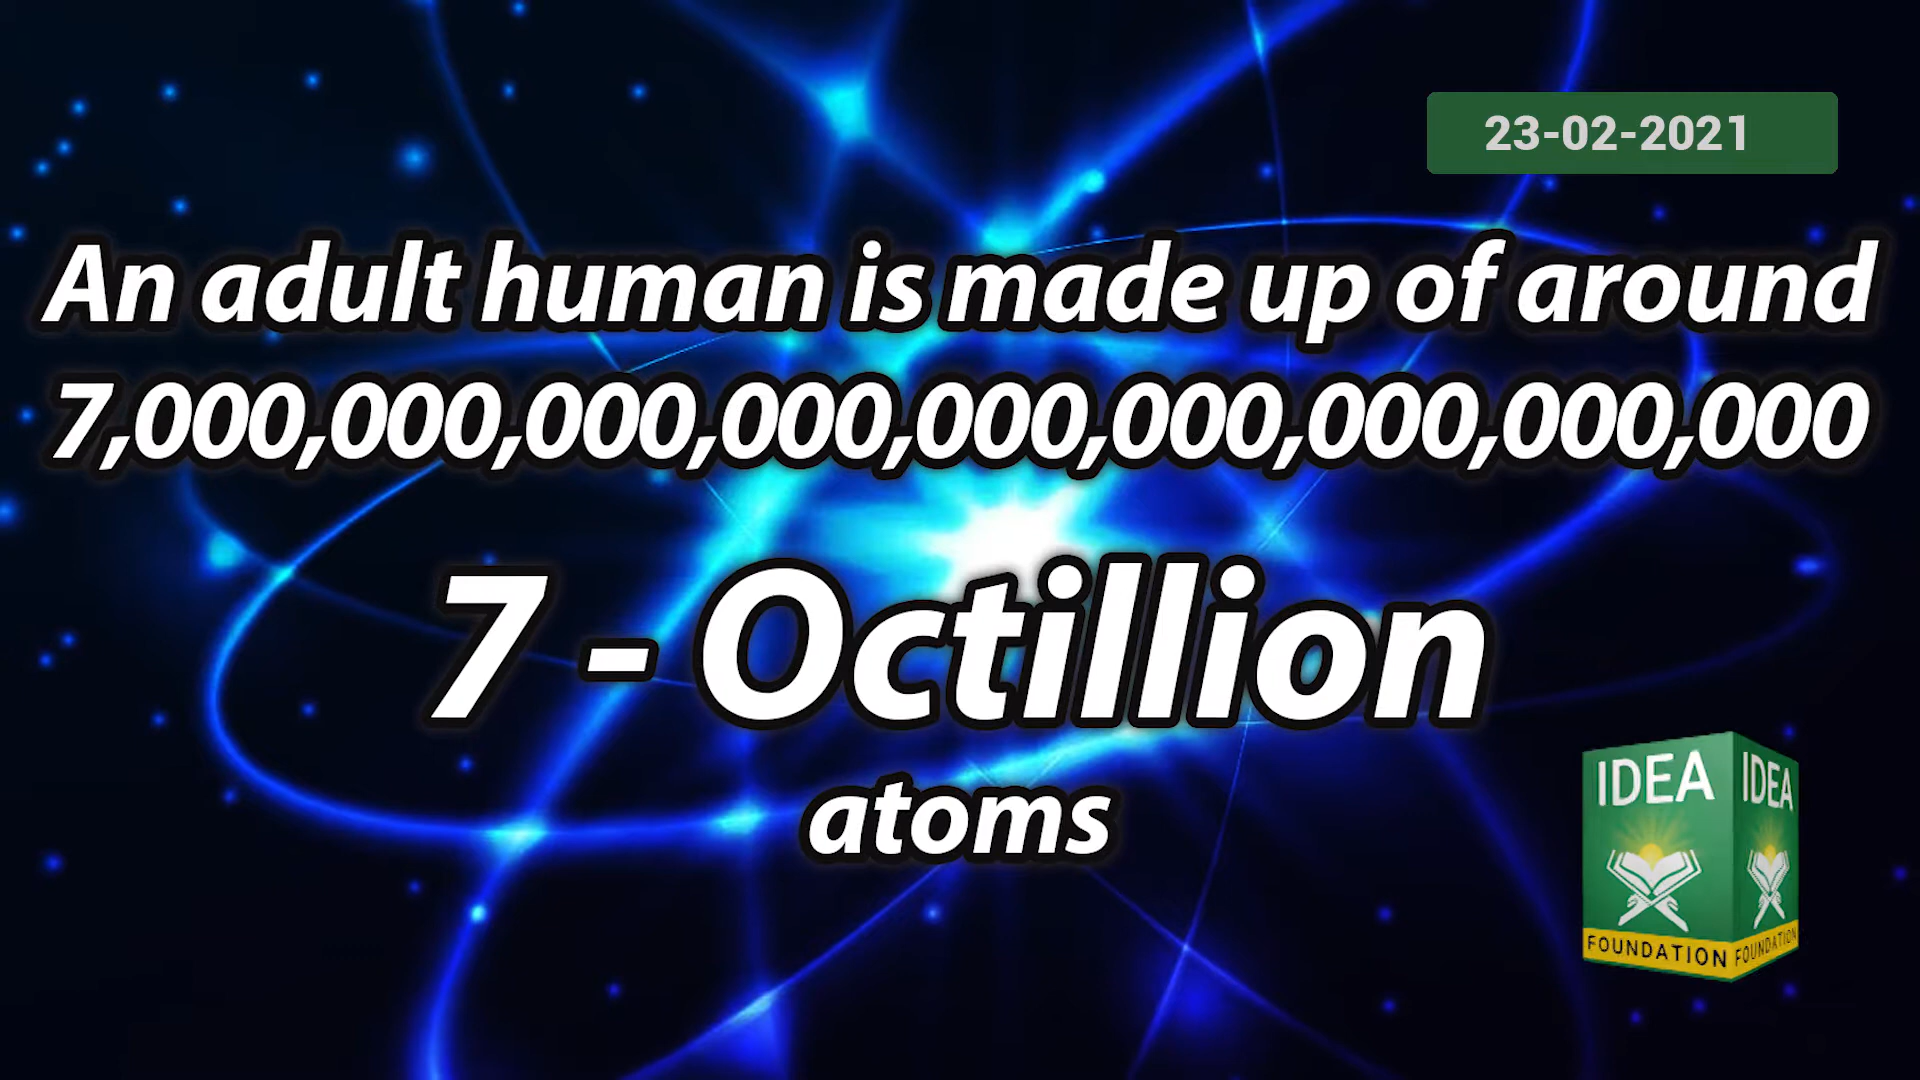 23-02-2021
An adult human is made up of around
7,000,000,000,000,000,000,000,000,000
7 - Octillion
atoms
IDEA IDEA
FOUNDATION FOUNDATION